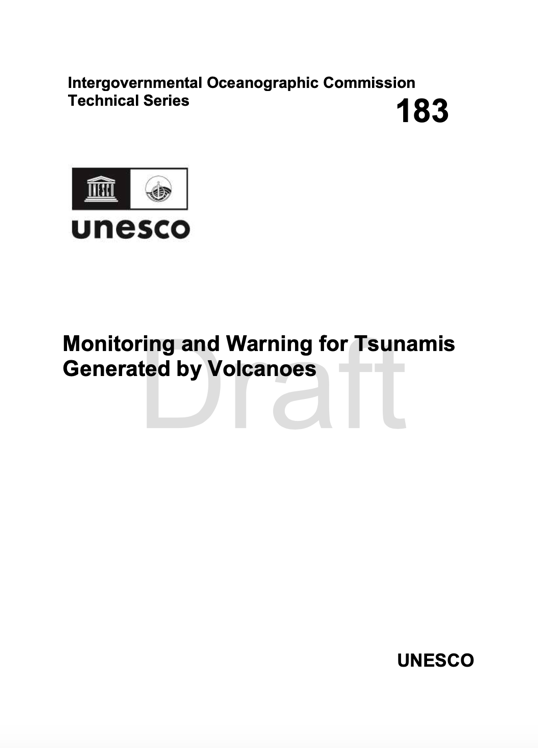 Intergovernmental Oceanographic Commission
Technical Series
183
unesco
Monitoring and Warning for Tsunamis
Generated by Volcanoes
Draft
UNESCO